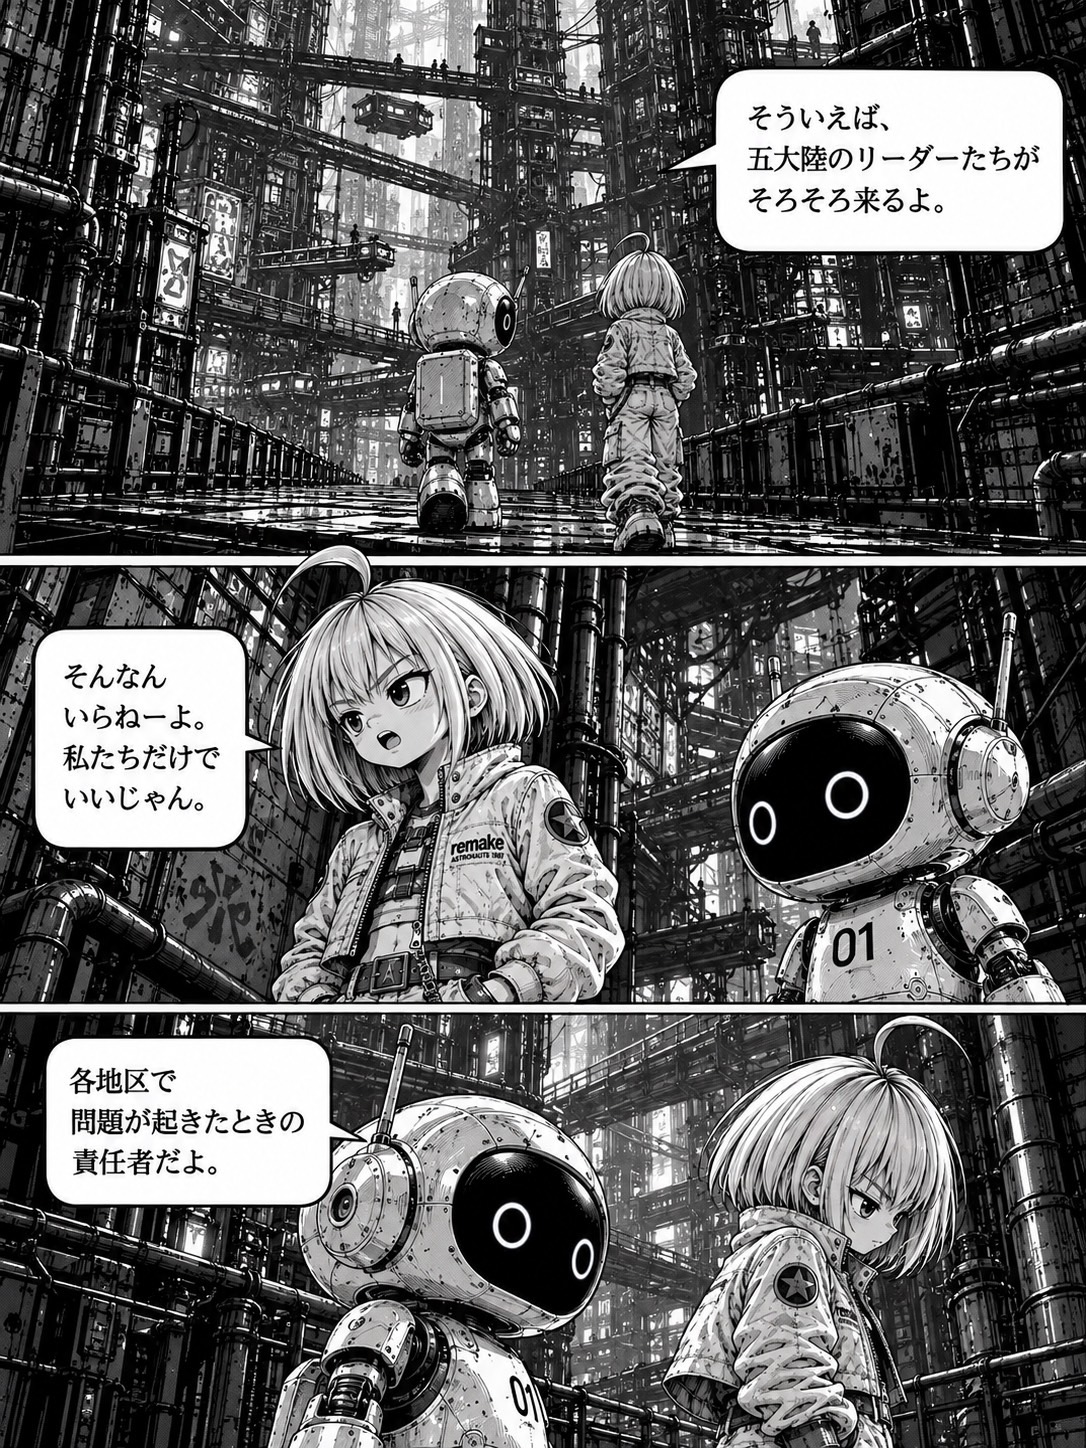 そういえば、
五大陸のリーダーたちが
そろそろ来るよ。
そんなん
いらねーよ。
私たちだけで
いいじゃん。
remake
01
各地区で
問題が起きたときの
責任者だよ。
remake
01